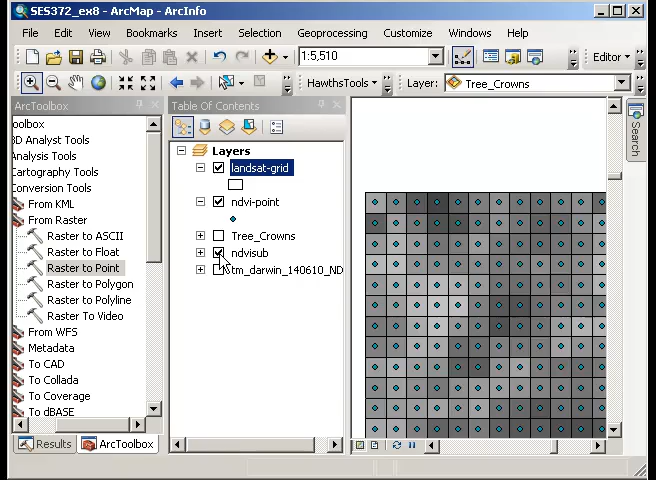 SES372_ex8 - ArcMap - ArcInfo
File Edit View Bookmarks Insert Selection Geoprocessing Customize Windows Help
1:5,510 Editor
HawthsTools Layer: Tree_Crowns
ArcToolbox
oolbox
3D Analyst Tools
Analysis Tools
Cartography Tools
Conversion Tools
From KML
From Raster
Raster to ASCII
Raster to Float
Raster to Point
Raster to Polygon
Raster to Polyline
Raster To Video
From WFS
Metadata
To CAD
To Collada
To Coverage
To dBASE
Results ArcToolbox
Table Of Contents
Layers
landsat-grid
ndvi-point
Tree_Crowns
ndvisub
tm_darwin_140610_ND
Search